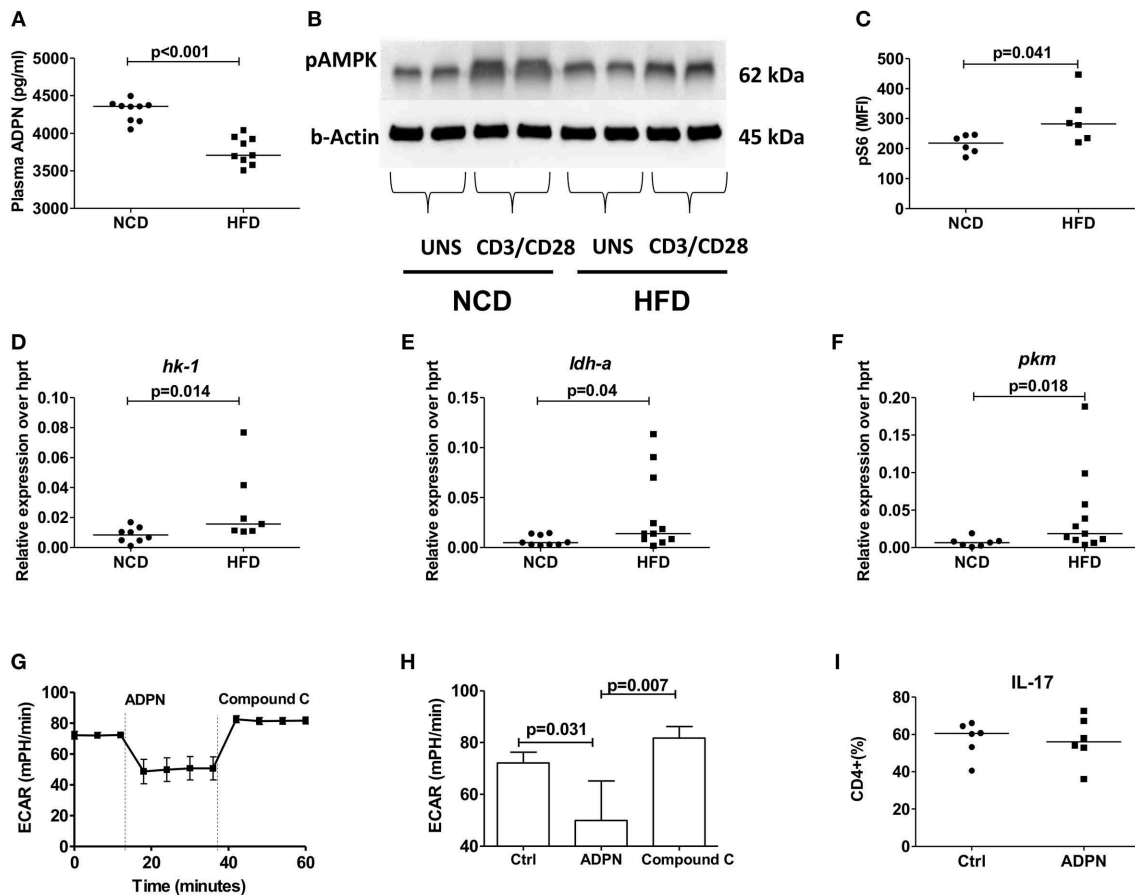 A
Plasma ADPN (pg/ml)
5000
4500
4000
3500
3000
p<0.001
NCD
HFD
B
pAMPK
62 kDa
b-Actin
45 kDa
UNS
CD3/CD28
UNS
CD3/CD28
NCD
HFD
C
pS6 (MFI)
500
400
300
200
100
0
p=0.041
NCD
HFD
D
hk-1
Relative expression over hprt
0.10
0.08
0.06
0.04
0.02
0.00
p=0.014
NCD
HFD
E
ldh-a
Relative expression over hprt
0.15
0.10
0.05
0.00
p=0.04
NCD
HFD
F
pkm
Relative expression over hprt
0.20
0.15
0.10
0.05
0.00
p=0.018
NCD
HFD
G
ECAR (mPH/min)
100
80
60
40
20
0
ADPN
Compound C
0
20
40
60
Time (minutes)
H
ECAR (mPH/min)
100
80
60
40
p=0.031
p=0.007
Ctrl
ADPN
Compound C
I
IL-17
CD4+(%)
80
60
40
20
0
Ctrl
ADPN